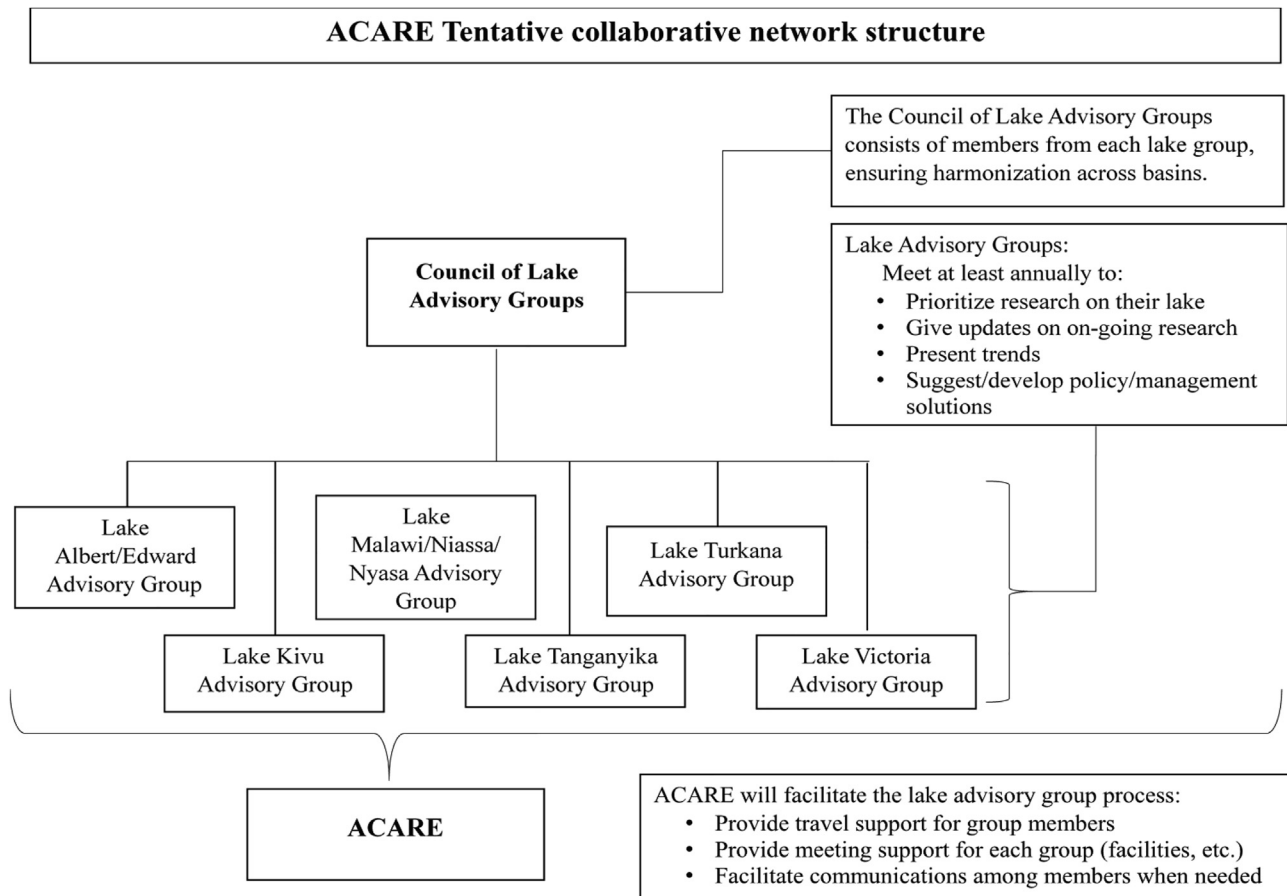 ACARE Tentative collaborative network structure
The Council of Lake Advisory Groups
consists of members from each lake group,
ensuring harmonization across basins.
Council of Lake
Advisory Groups
Lake Advisory Groups:
Meet at least annually to:
• Prioritize research on their lake
• Give updates on on-going research
• Present trends
• Suggest/develop policy/management
solutions
Lake
Albert/Edward
Advisory Group
Lake
Malawi/Niassa/
Nyasa Advisory
Group
Lake Turkana
Advisory Group
Lake Kivu
Advisory Group
Lake Tanganyika
Advisory Group
Lake Victoria
Advisory Group
ACARE
ACARE will facilitate the lake advisory group process:
• Provide travel support for group members
• Provide meeting support for each group (facilities, etc.)
• Facilitate communications among members when needed